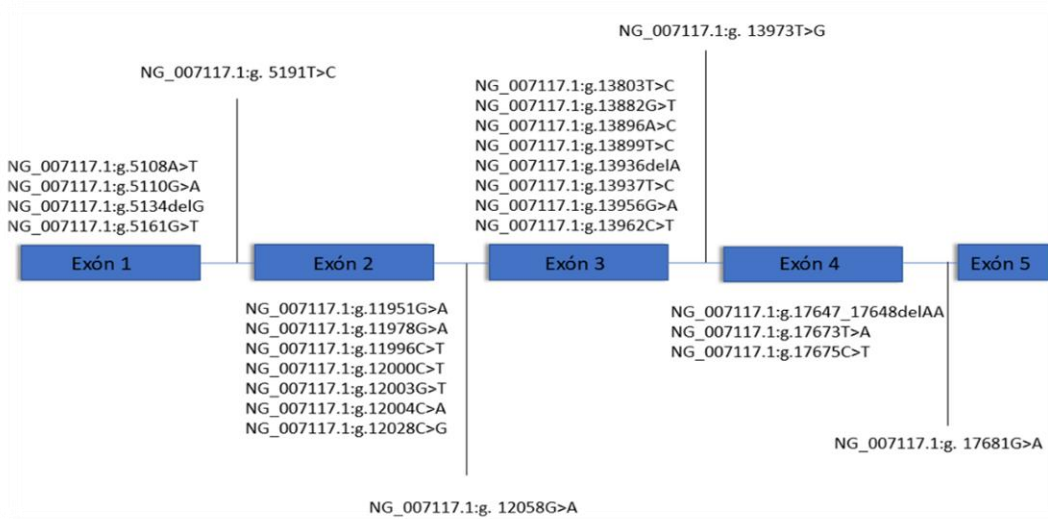 NG_007117.1:g. 13973T>G
NG_007117.1:g. 5191T>C
NG_007117.1:g.13803T>C
NG_007117.1:g.13882G>T
NG_007117.1:g.13896A>C
NG_007117.1:g.13899T>C
NG_007117.1:g.13936delA
NG_007117.1:g.13937T>C
NG_007117.1:g.13956G>A
NG_007117.1:g.13962C>T
NG_007117.1:g.5108A>T
NG_007117.1:g.5110G>A
NG_007117.1:g.5134delG
NG_007117.1:g.5161G>T
Exón 1
Exón 2
Exón 3
Exón 4
Exón 5
NG_007117.1:g.11951G>A
NG_007117.1:g.11978G>A
NG_007117.1:g.11996C>T
NG_007117.1:g.12000C>T
NG_007117.1:g.12003G>T
NG_007117.1:g.12004C>A
NG_007117.1:g.12028C>G
NG_007117.1:g.17647_17648delAA
NG_007117.1:g.17673T>A
NG_007117.1:g.17675C>T
NG_007117.1:g. 17681G>A
NG_007117.1:g. 12058G>A